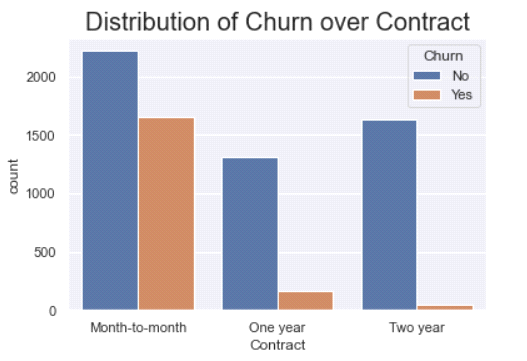 Distribution of Churn over Contract
Churn
No
Yes
2000
1500
1000
500
0
count
Month-to-month
One year
Two year
Contract